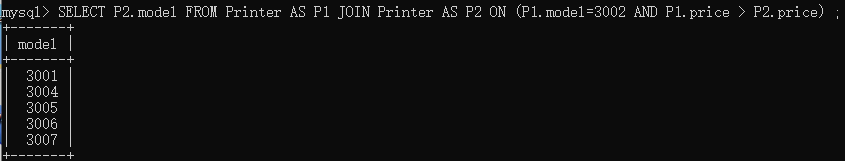 mysql> SELECT P2.model FROM Printer AS P1 JOIN Printer AS P2 ON (P1.model=3002 AND P1.price > P2.price) ;
+-------+
| model |
+-------+
|  3001 |
|  3004 |
|  3005 |
|  3006 |
|  3007 |
+-------+